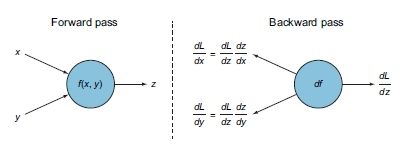 Forward pass
x
y
f(x, y)
z
Backward pass
dL/dx = dL/dz dz/dx
dL/dy = dL/dz dz/dy
df
dL/dz